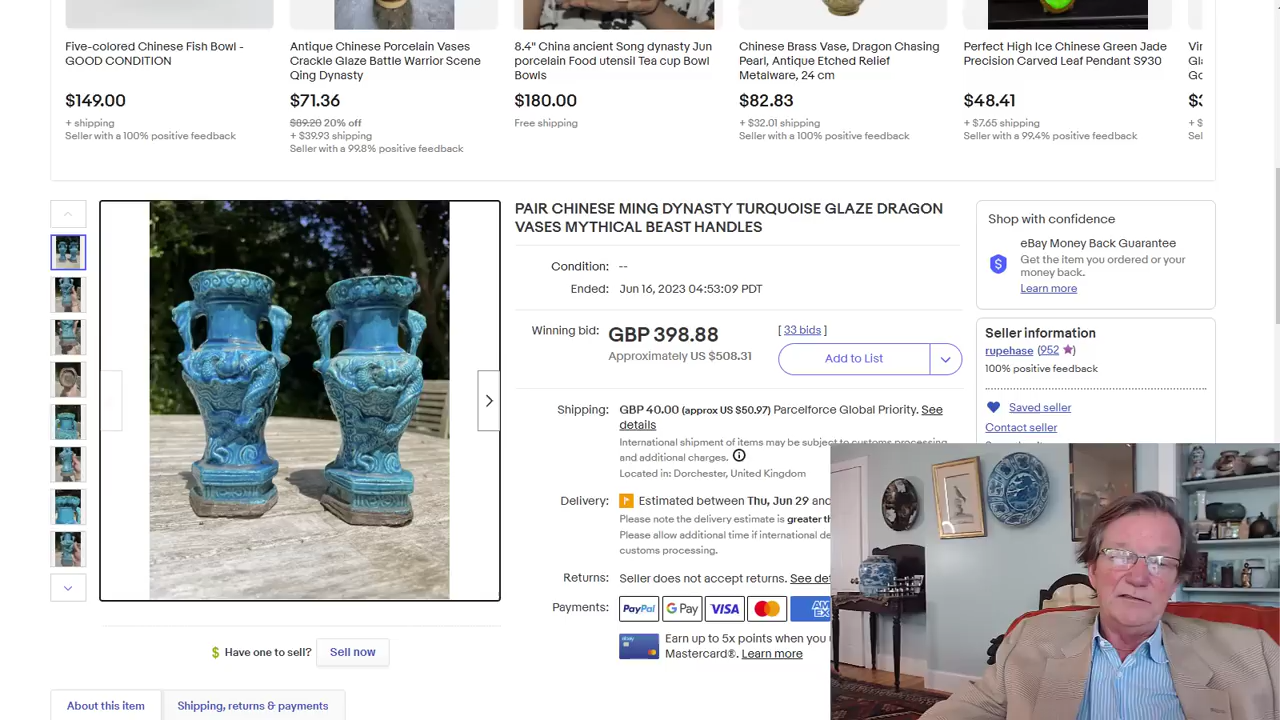 Five-colored Chinese Fish Bowl -
GOOD CONDITION
$149.00
+ shipping
Seller with a 100% positive feedback
Antique Chinese Porcelain Vases
Crackle Glaze Battle Warrior Scene
Qing Dynasty
$71.36
$89.20 20% off
+ $39.93 shipping
Seller with a 99.8% positive feedback
8.4" China ancient Song dynasty Jun
porcelain Food utensil Tea cup Bowl
Bowls
$180.00
Free shipping
Chinese Brass Vase, Dragon Chasing
Pearl, Antique Etched Relief
Metalware, 24 cm
$82.83
+ $32.01 shipping
Seller with a 100% positive feedback
Perfect High Ice Chinese Green Jade
Precision Carved Leaf Pendant S930
$48.41
+ $7.65 shipping
Seller with a 99.4% positive feedback
PAIR CHINESE MING DYNASTY TURQUOISE GLAZE DRAGON
VASES MYTHICAL BEAST HANDLES
Condition: --
Ended: Jun 16, 2023 04:53:09 PDT
Winning bid: GBP 398.88 [ 33 bids ]
Approximately US $508.31
Add to List
Shipping: GBP 40.00 (approx US $50.97) Parcelforce Global Priority. See
details
International shipment of items may be subject to customs processing
and additional charges.
Located in: Dorchester, United Kingdom
Delivery: Estimated between Thu, Jun 29 and
Please note the delivery estimate is greater
Please allow additional time if international
customs processing.
Returns: Seller does not accept returns. See
Payments: PayPal G Pay VISA mastercard AM
EX
ebay
Earn up to 5x points when you
Mastercard®. Learn more
Shop with confidence
eBay Money Back Guarantee
Get the item you ordered or your
money back.
Learn more
Seller information
rupehase (952)
100% positive feedback
Saved seller
Contact seller
Have one to sell? Sell now
About this item
Shipping, returns & payments